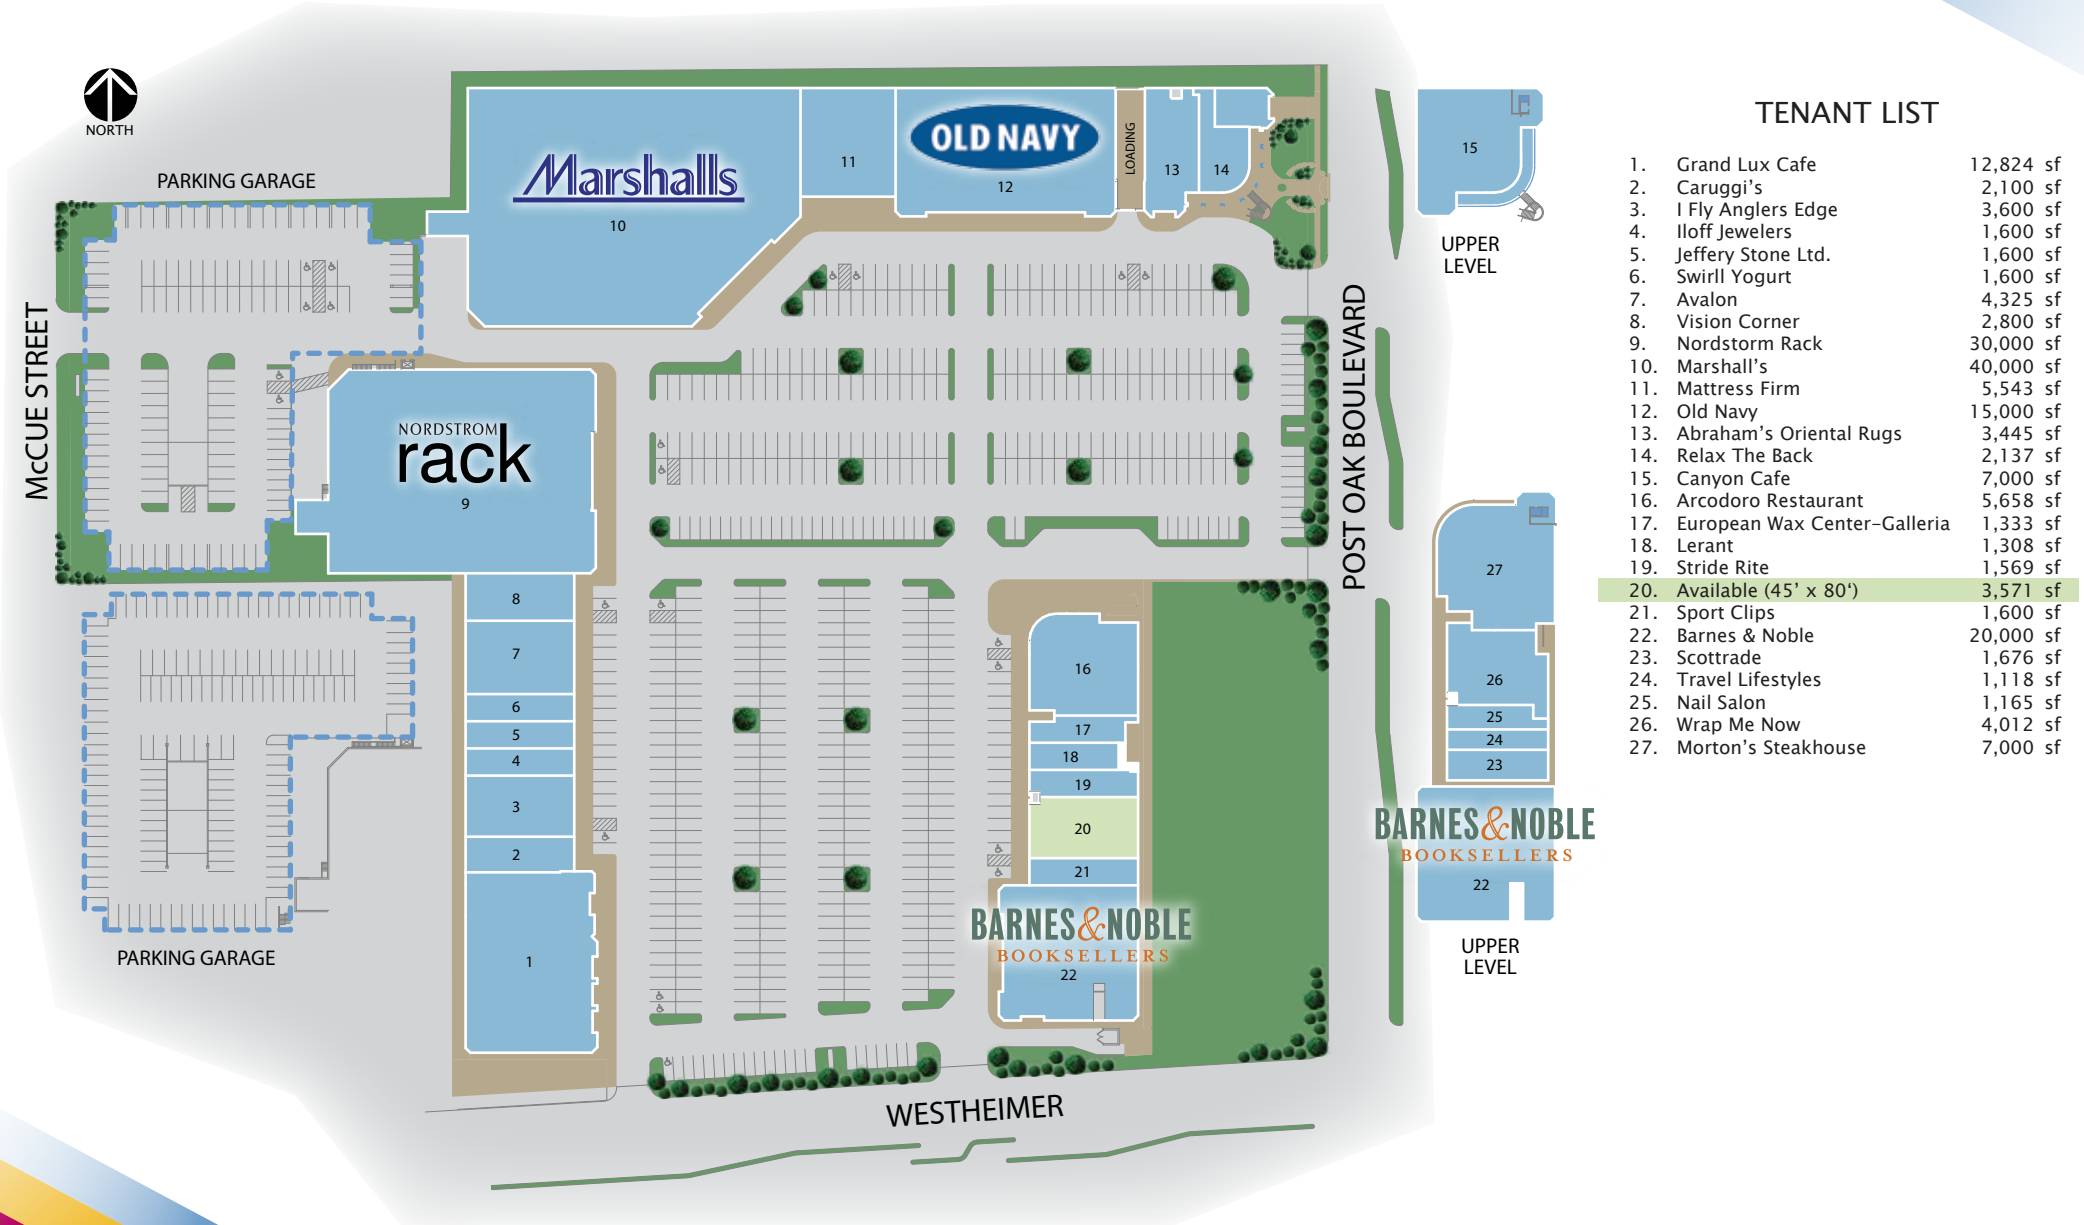 NORTH
PARKING GARAGE
McCUE STREET
Marshalls
10
11
OLD NAVY
12
LOADING
13
14
15
UPPER
LEVEL
POST OAK BOULEVARD
NORDSTROM
rack
9
8
7
6
5
4
3
2
1
16
17
18
19
20
21
BARNES&NOBLE
BOOKSELLERS
22
27
26
25
24
23
BARNES&NOBLE
BOOKSELLERS
22
UPPER
LEVEL
PARKING GARAGE
WESTHEIMER
TENANT LIST
1. Grand Lux Cafe 12,824 sf
2. Caruggi's 2,100 sf
3. I Fly Anglers Edge 3,600 sf
4. Iloff Jewelers 1,600 sf
5. Jeffery Stone Ltd. 1,600 sf
6. Swirll Yogurt 1,600 sf
7. Avalon 4,325 sf
8. Vision Corner 2,800 sf
9. Nordstorm Rack 30,000 sf
10. Marshall's 40,000 sf
11. Mattress Firm 5,543 sf
12. Old Navy 15,000 sf
13. Abraham's Oriental Rugs 3,445 sf
14. Relax The Back 2,137 sf
15. Canyon Cafe 7,000 sf
16. Arcodoro Restaurant 5,658 sf
17. European Wax Center-Galleria 1,333 sf
18. Lerant 1,308 sf
19. Stride Rite 1,569 sf
20. Available (45' x 80') 3,571 sf
21. Sport Clips 1,600 sf
22. Barnes & Noble 20,000 sf
23. Scottrade 1,676 sf
24. Travel Lifestyles 1,118 sf
25. Nail Salon 1,165 sf
26. Wrap Me Now 4,012 sf
27. Morton's Steakhouse 7,000 sf